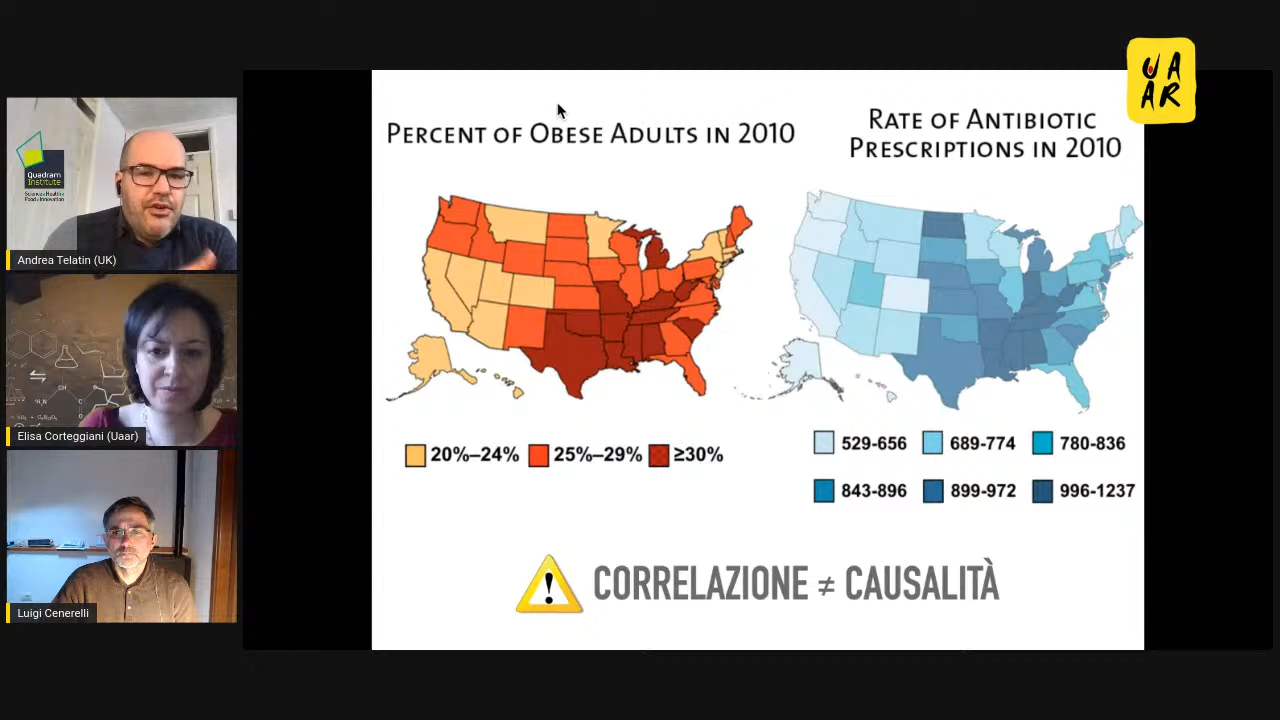 UAAR
Quadram
Institute
Science ▪ Health ▪
Food ▪ Innovation
Andrea Telatin (UK)
Elisa Corteggiani (Uaar)
Luigi Cenerelli
PERCENT OF OBESE ADULTS IN 2010
20%–24% 25%–29% ≥30%
RATE OF ANTIBIOTIC
PRESCRIPTIONS IN 2010
529-656 689-774 780-836
843-896 899-972 996-1237
CORRELAZIONE ≠ CAUSALITÀ